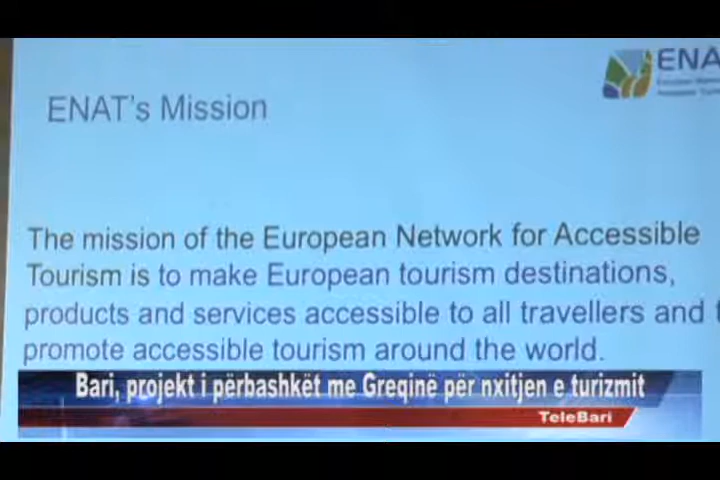 ENA
ENAT's Mission
The mission of the European Network for Accessible
Tourism is to make European tourism destinations,
products and services accessible to all travellers and
promote accessible tourism around the world.
Bari, projekt i përbashkët me Greqinë për nxitjen e turizmit
TeleBari